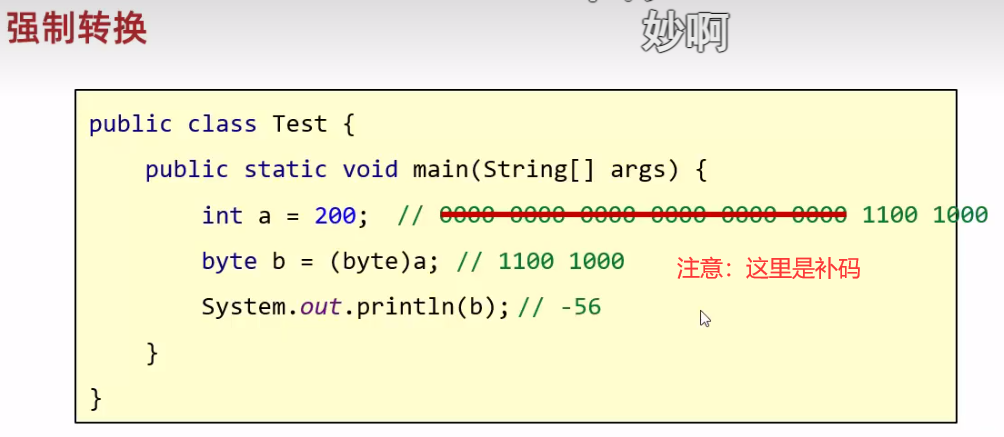 强制转换
妙啊
public class Test {
public static void main(String[] args) {
int a = 200; // 0000 0000 0000 0000 0000 0000 1100 1000
byte b = (byte)a; // 1100 1000
注意：这里是补码
System.out.println(b); // -56
}
}